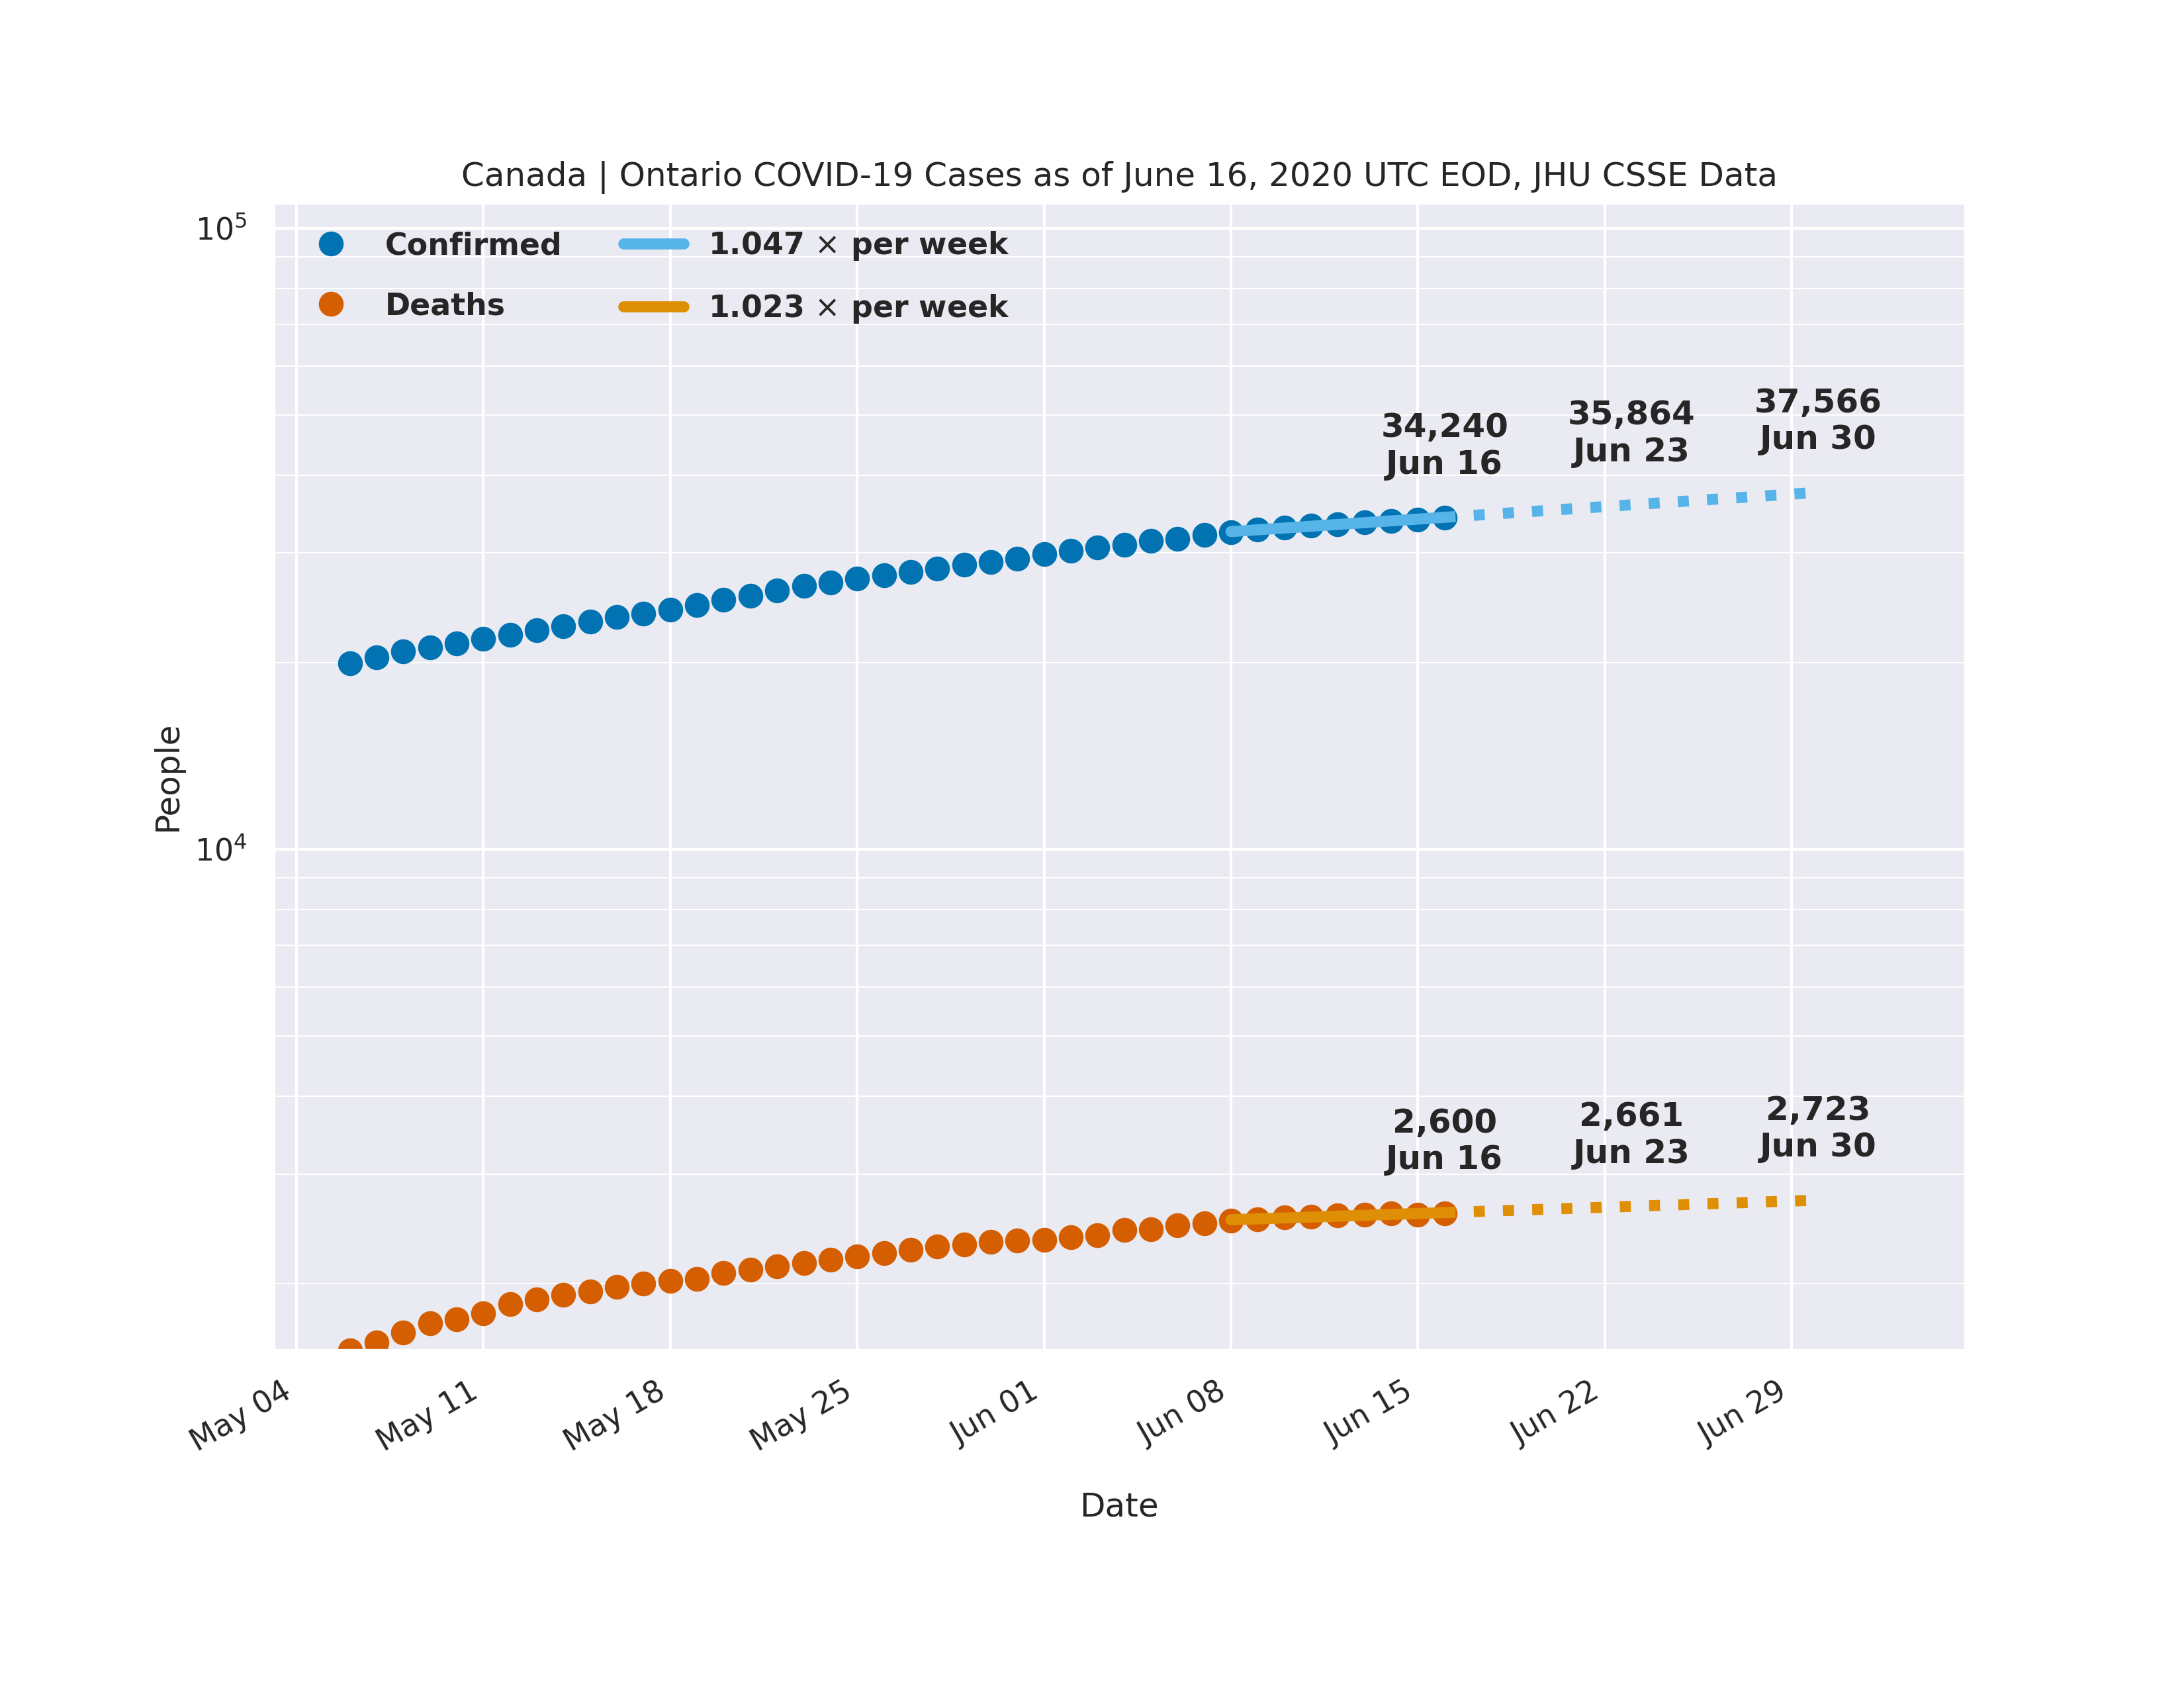 Canada | Ontario COVID-19 Cases as of June 16, 2020 UTC EOD, JHU CSSE Data
10⁵
Confirmed
1.047 × per week
Deaths
1.023 × per week
34,240
Jun 16
35,864
Jun 23
37,566
Jun 30
People
10⁴
2,600
Jun 16
2,661
Jun 23
2,723
Jun 30
May 04
May 11
May 18
May 25
Jun 01
Jun 08
Jun 15
Jun 22
Jun 29
Date